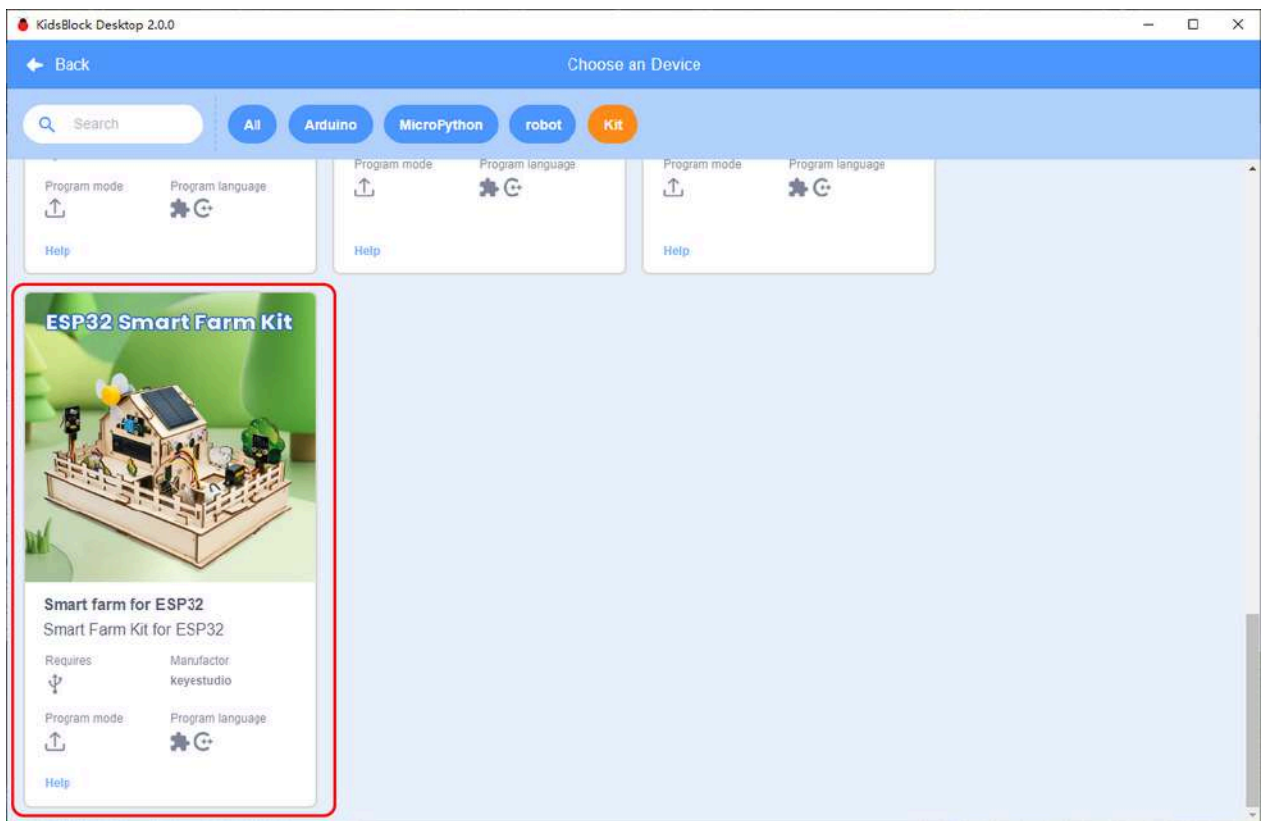 KidsBlock Desktop 2.0.0
Back
Choose an Device
Search
All
Arduino
MicroPython
robot
Kit
Program mode Program language
Help
Program mode Program language
Help
Program mode Program language
Help
ESP32 Smart Farm Kit
Smart farm for ESP32
Smart Farm Kit for ESP32
Requires Manufactor
keyestudio
Program mode Program language
Help